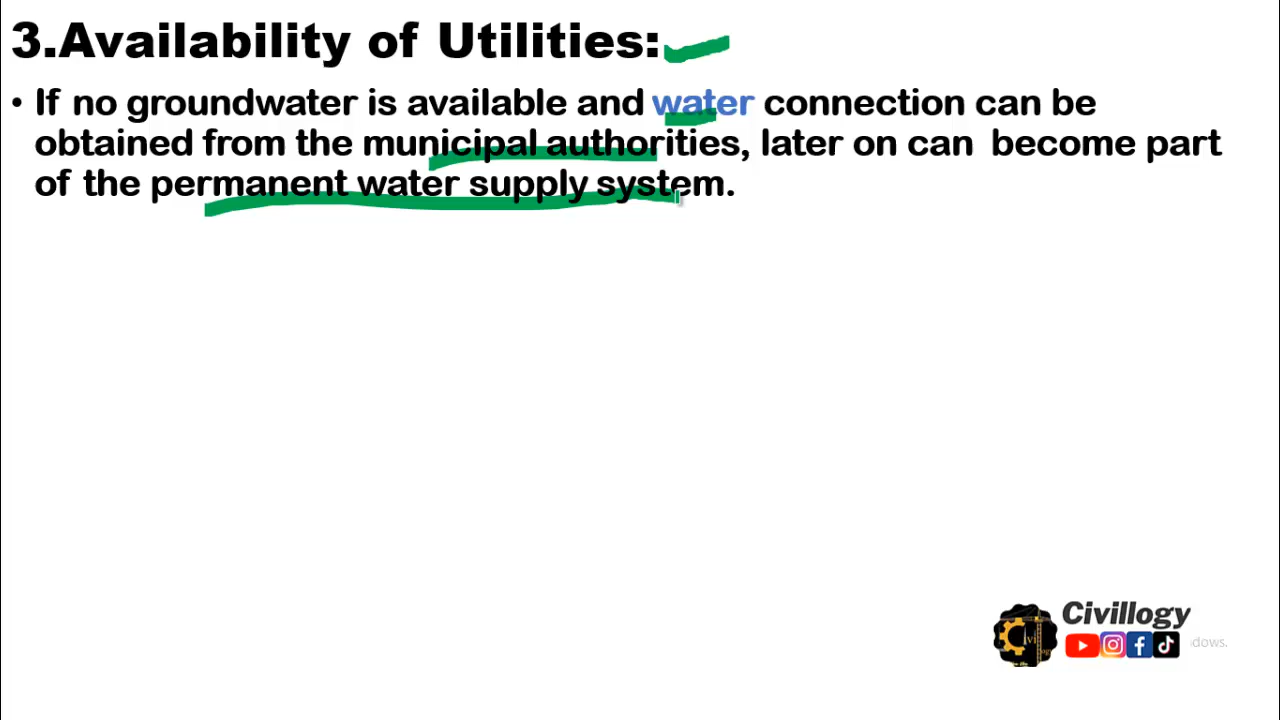 3.Availability of Utilities:
• If no groundwater is available and water connection can be
obtained from the municipal authorities, later on can become part
of the permanent water supply system.
Civillogy
dows.